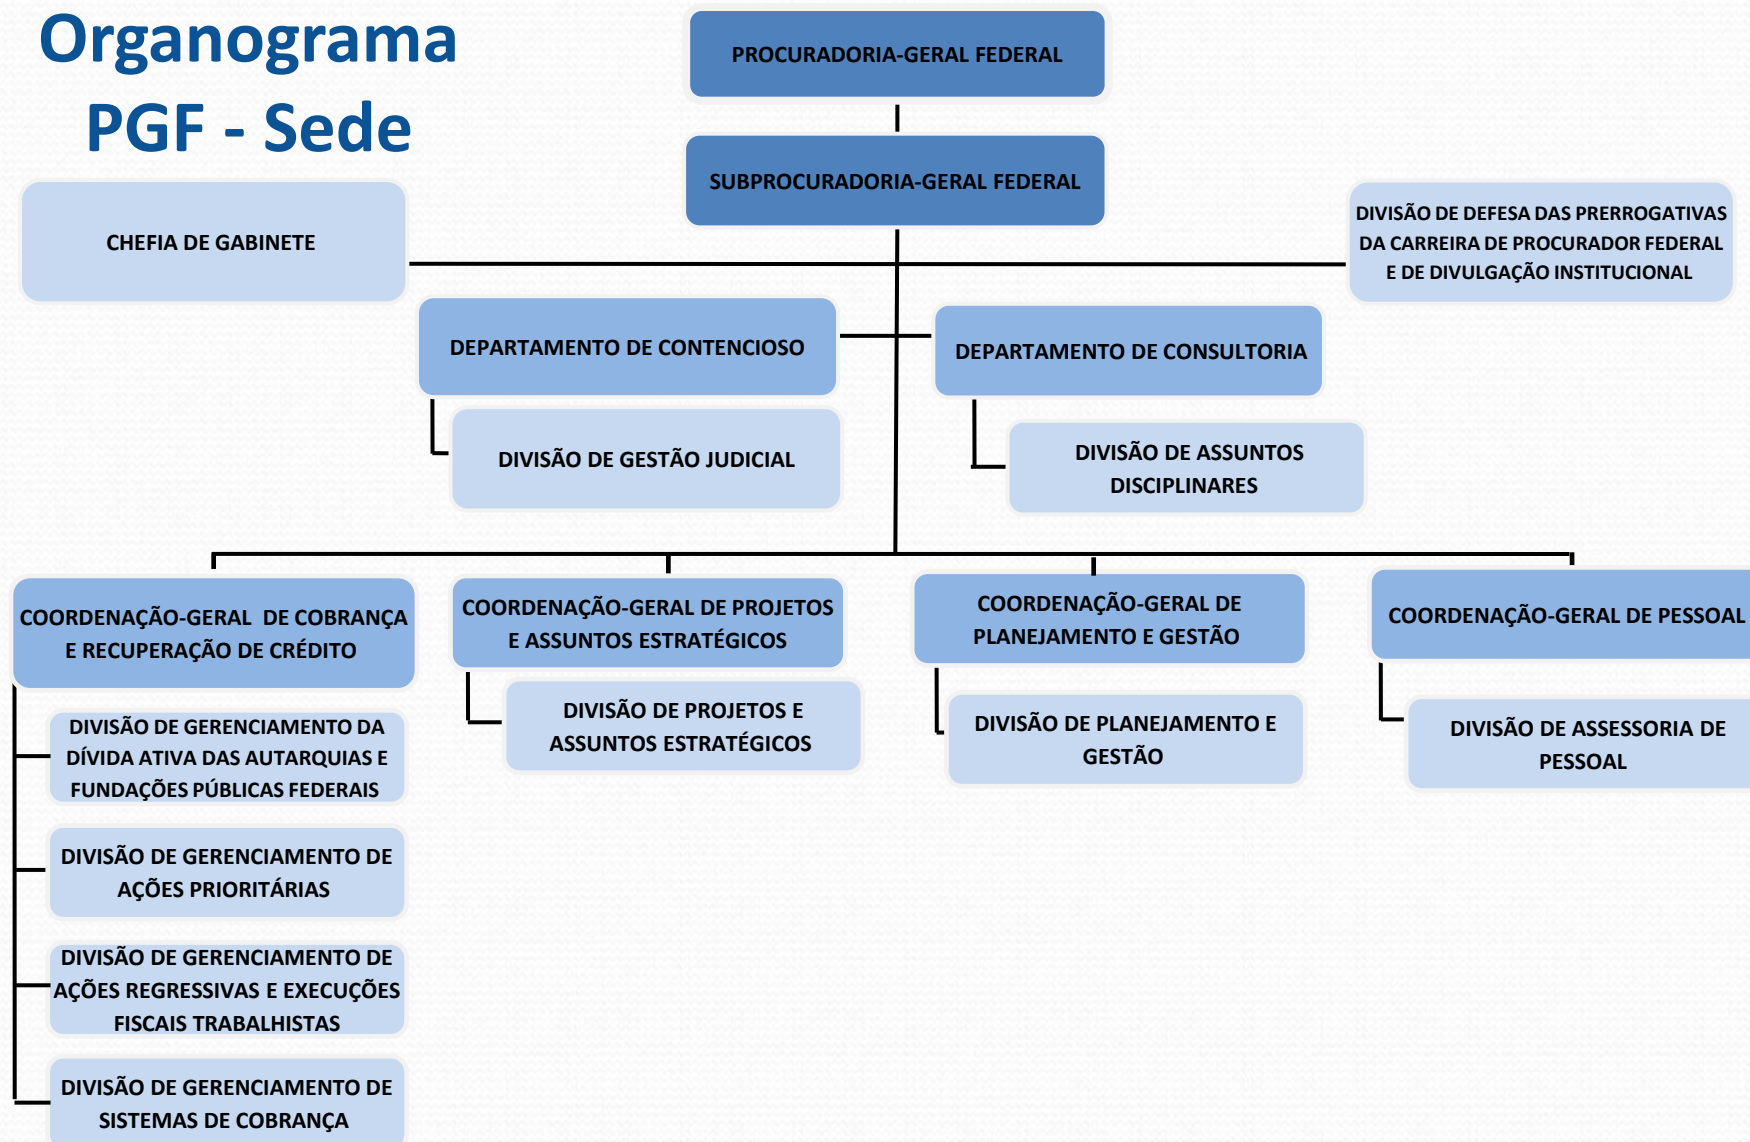 Organograma
PGF - Sede
PROCURADORIA-GERAL FEDERAL
SUBPROCURADORIA-GERAL FEDERAL
CHEFIA DE GABINETE
DIVISÃO DE DEFESA DAS PRERROGATIVAS
DA CARREIRA DE PROCURADOR FEDERAL
E DE DIVULGAÇÃO INSTITUCIONAL
DEPARTAMENTO DE CONTENCIOSO
DEPARTAMENTO DE CONSULTORIA
DIVISÃO DE GESTÃO JUDICIAL
DIVISÃO DE ASSUNTOS
DISCIPLINARES
COORDENAÇÃO-GERAL DE COBRANÇA
E RECUPERAÇÃO DE CRÉDITO
COORDENAÇÃO-GERAL DE PROJETOS
E ASSUNTOS ESTRATÉGICOS
COORDENAÇÃO-GERAL DE
PLANEJAMENTO E GESTÃO
COORDENAÇÃO-GERAL DE PESSOAL
DIVISÃO DE GERENCIAMENTO DA
DÍVIDA ATIVA DAS AUTARQUIAS E
FUNDAÇÕES PÚBLICAS FEDERAIS
DIVISÃO DE PROJETOS E
ASSUNTOS ESTRATÉGICOS
DIVISÃO DE PLANEJAMENTO E
GESTÃO
DIVISÃO DE ASSESSORIA DE
PESSOAL
DIVISÃO DE GERENCIAMENTO DE
AÇÕES PRIORITÁRIAS
DIVISÃO DE GERENCIAMENTO DE
AÇÕES REGRESSIVAS E EXECUÇÕES
FISCAIS TRABALHISTAS
DIVISÃO DE GERENCIAMENTO DE
SISTEMAS DE COBRANÇA